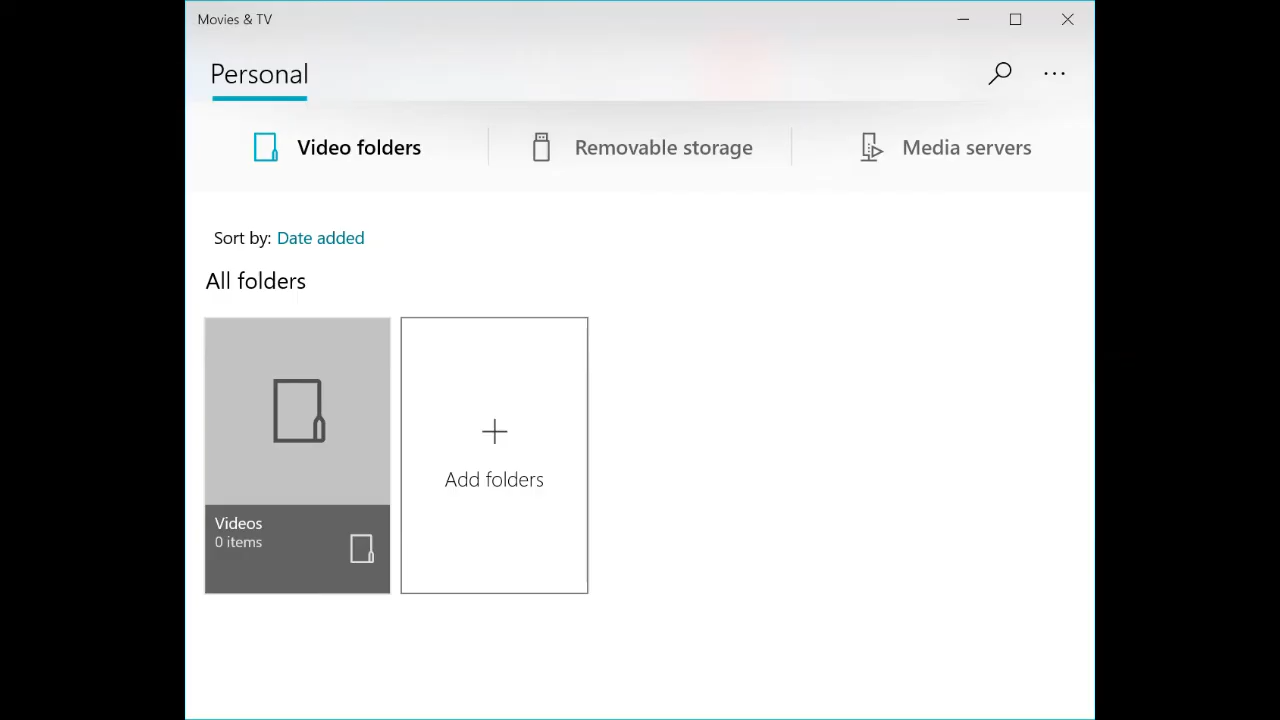 Movies & TV
Personal
Video folders
Removable storage
Media servers
Sort by: Date added
All folders
Videos
0 items
Add folders